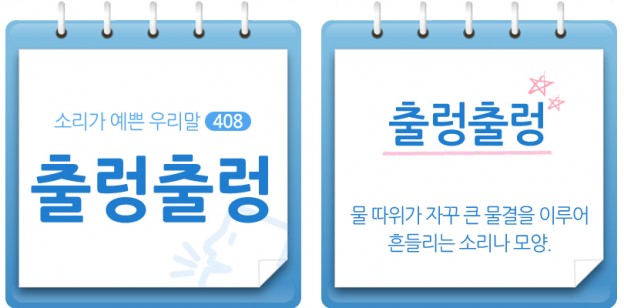 소리가 예쁜 우리말 408
출렁출렁
출렁출렁
물 따위가 자꾸 큰 물결을 이루어
흔들리는 소리나 모양.